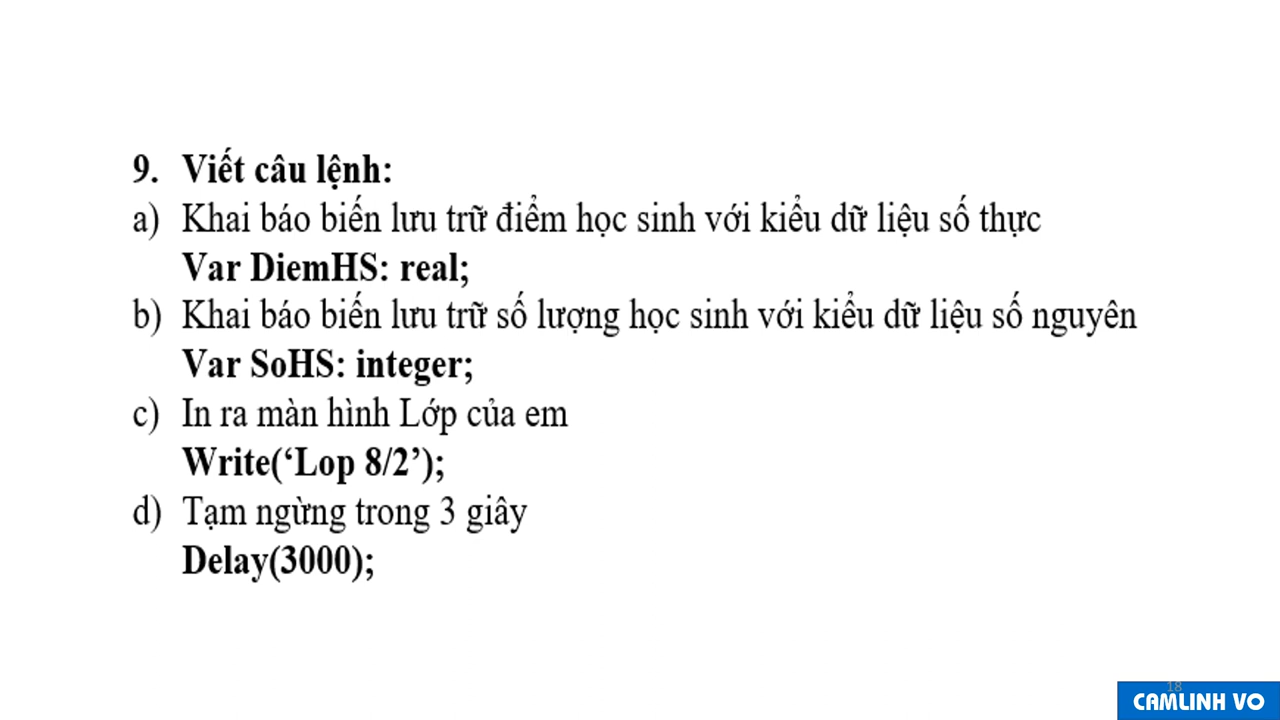 9. Viết câu lệnh:
a) Khai báo biến lưu trữ điểm học sinh với kiểu dữ liệu số thực
Var DiemHS: real;
b) Khai báo biến lưu trữ số lượng học sinh với kiểu dữ liệu số nguyên
Var SoHS: integer;
c) In ra màn hình Lớp của em
Write(‘Lop 8/2’);
d) Tạm ngừng trong 3 giây
Delay(3000);
18
CAMLINH VO